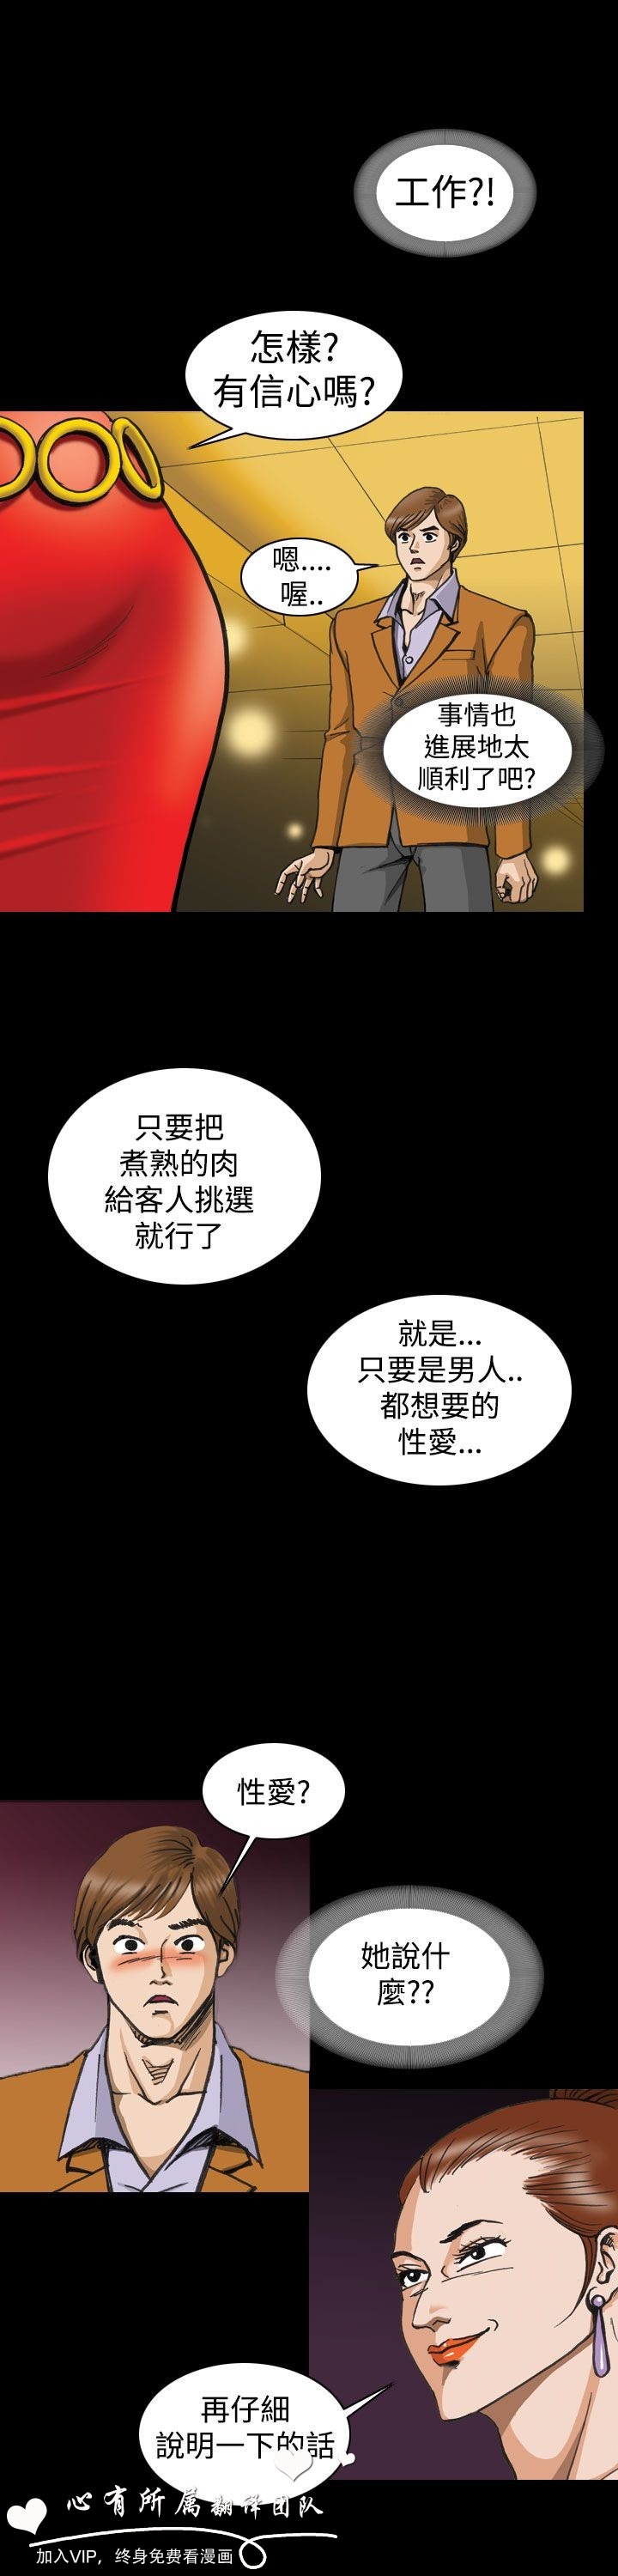 工作?!
怎樣?
有信心嗎?
嗯....
喔..
事情也
進展地太
順利了吧?
只要把
煮熟的肉
給客人挑選
就行了
就是...
只要是男人..
都想要的
性愛...
性愛?
她說什
麼??
再仔細
說明一下的話
心有所属翻译团队
加入VIP，终身免费看漫画